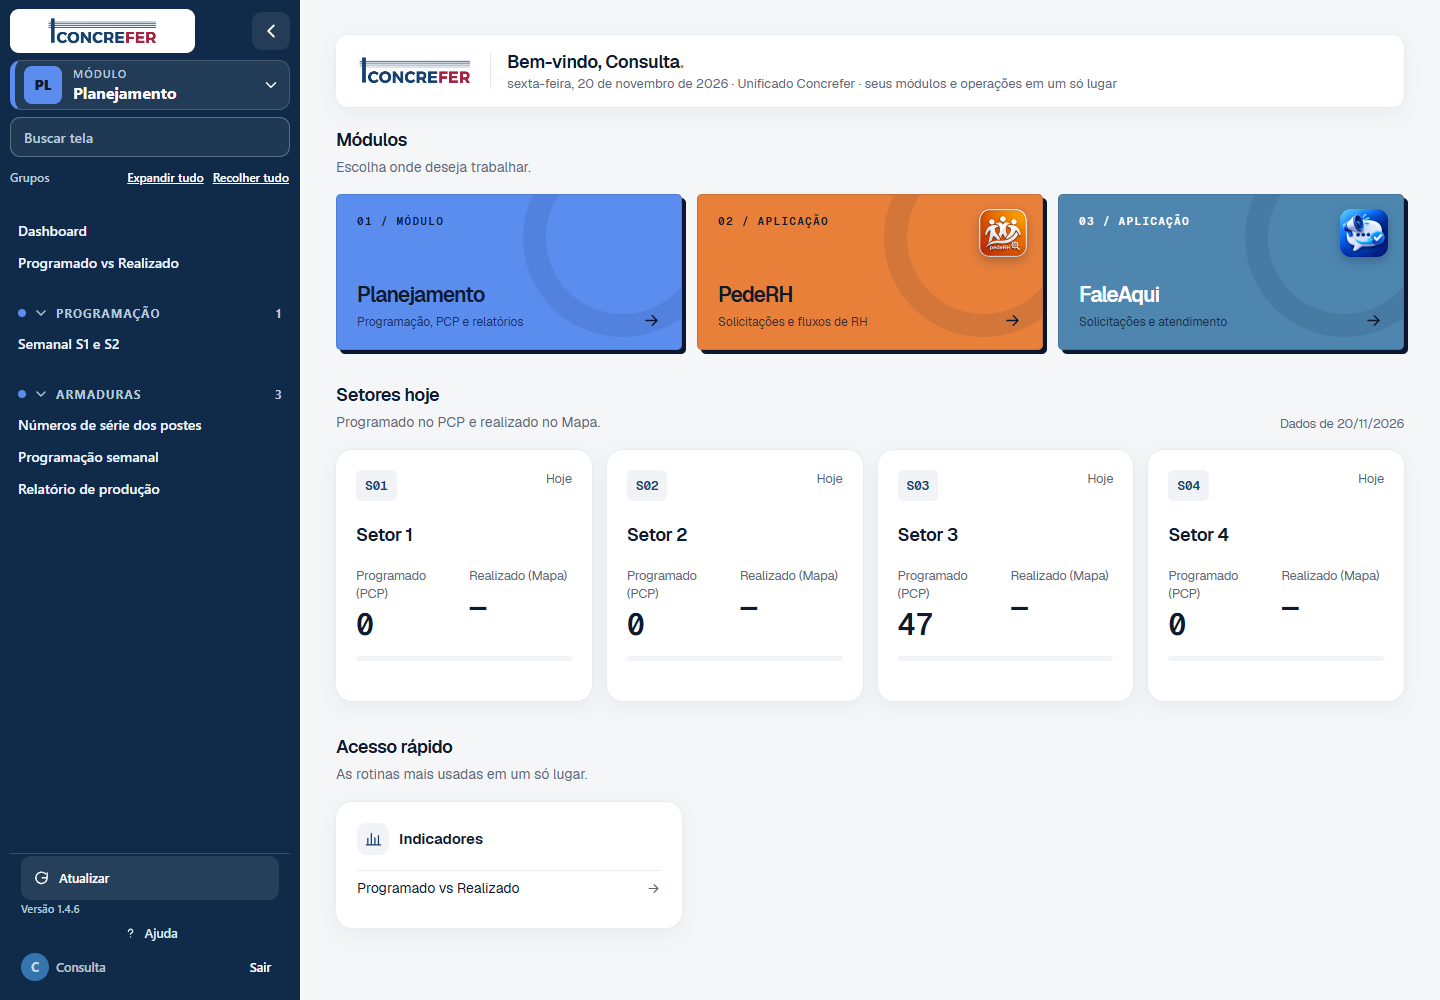 CONCREFER
PL
MÓDULO
Planejamento
Buscar tela
Grupos
Expandir tudo
Recolher tudo
Dashboard
Programado vs Realizado
PROGRAMAÇÃO
1
Semanal S1 e S2
ARMADURAS
3
Números de série dos postes
Programação semanal
Relatório de produção
Atualizar
Versão 1.4.6
? Ajuda
C
Consulta
Sair
CONCREFER
Bem-vindo, Consulta.
sexta-feira, 20 de novembro de 2026 · Unificado Concrefer · seus módulos e operações em um só lugar
Módulos
Escolha onde deseja trabalhar.
01 / MÓDULO
Planejamento
Programação, PCP e relatórios
02 / APLICAÇÃO
pedeRH
PedeRH
Solicitações e fluxos de RH
03 / APLICAÇÃO
FaleAqui
Solicitações e atendimento
Setores hoje
Programado no PCP e realizado no Mapa.
Dados de 20/11/2026
S01
Hoje
Setor 1
Programado
(PCP)
0
Realizado (Mapa)
—
S02
Hoje
Setor 2
Programado
(PCP)
0
Realizado (Mapa)
—
S03
Hoje
Setor 3
Programado
(PCP)
47
Realizado (Mapa)
—
S04
Hoje
Setor 4
Programado
(PCP)
0
Realizado (Mapa)
—
Acesso rápido
As rotinas mais usadas em um só lugar.
Indicadores
Programado vs Realizado